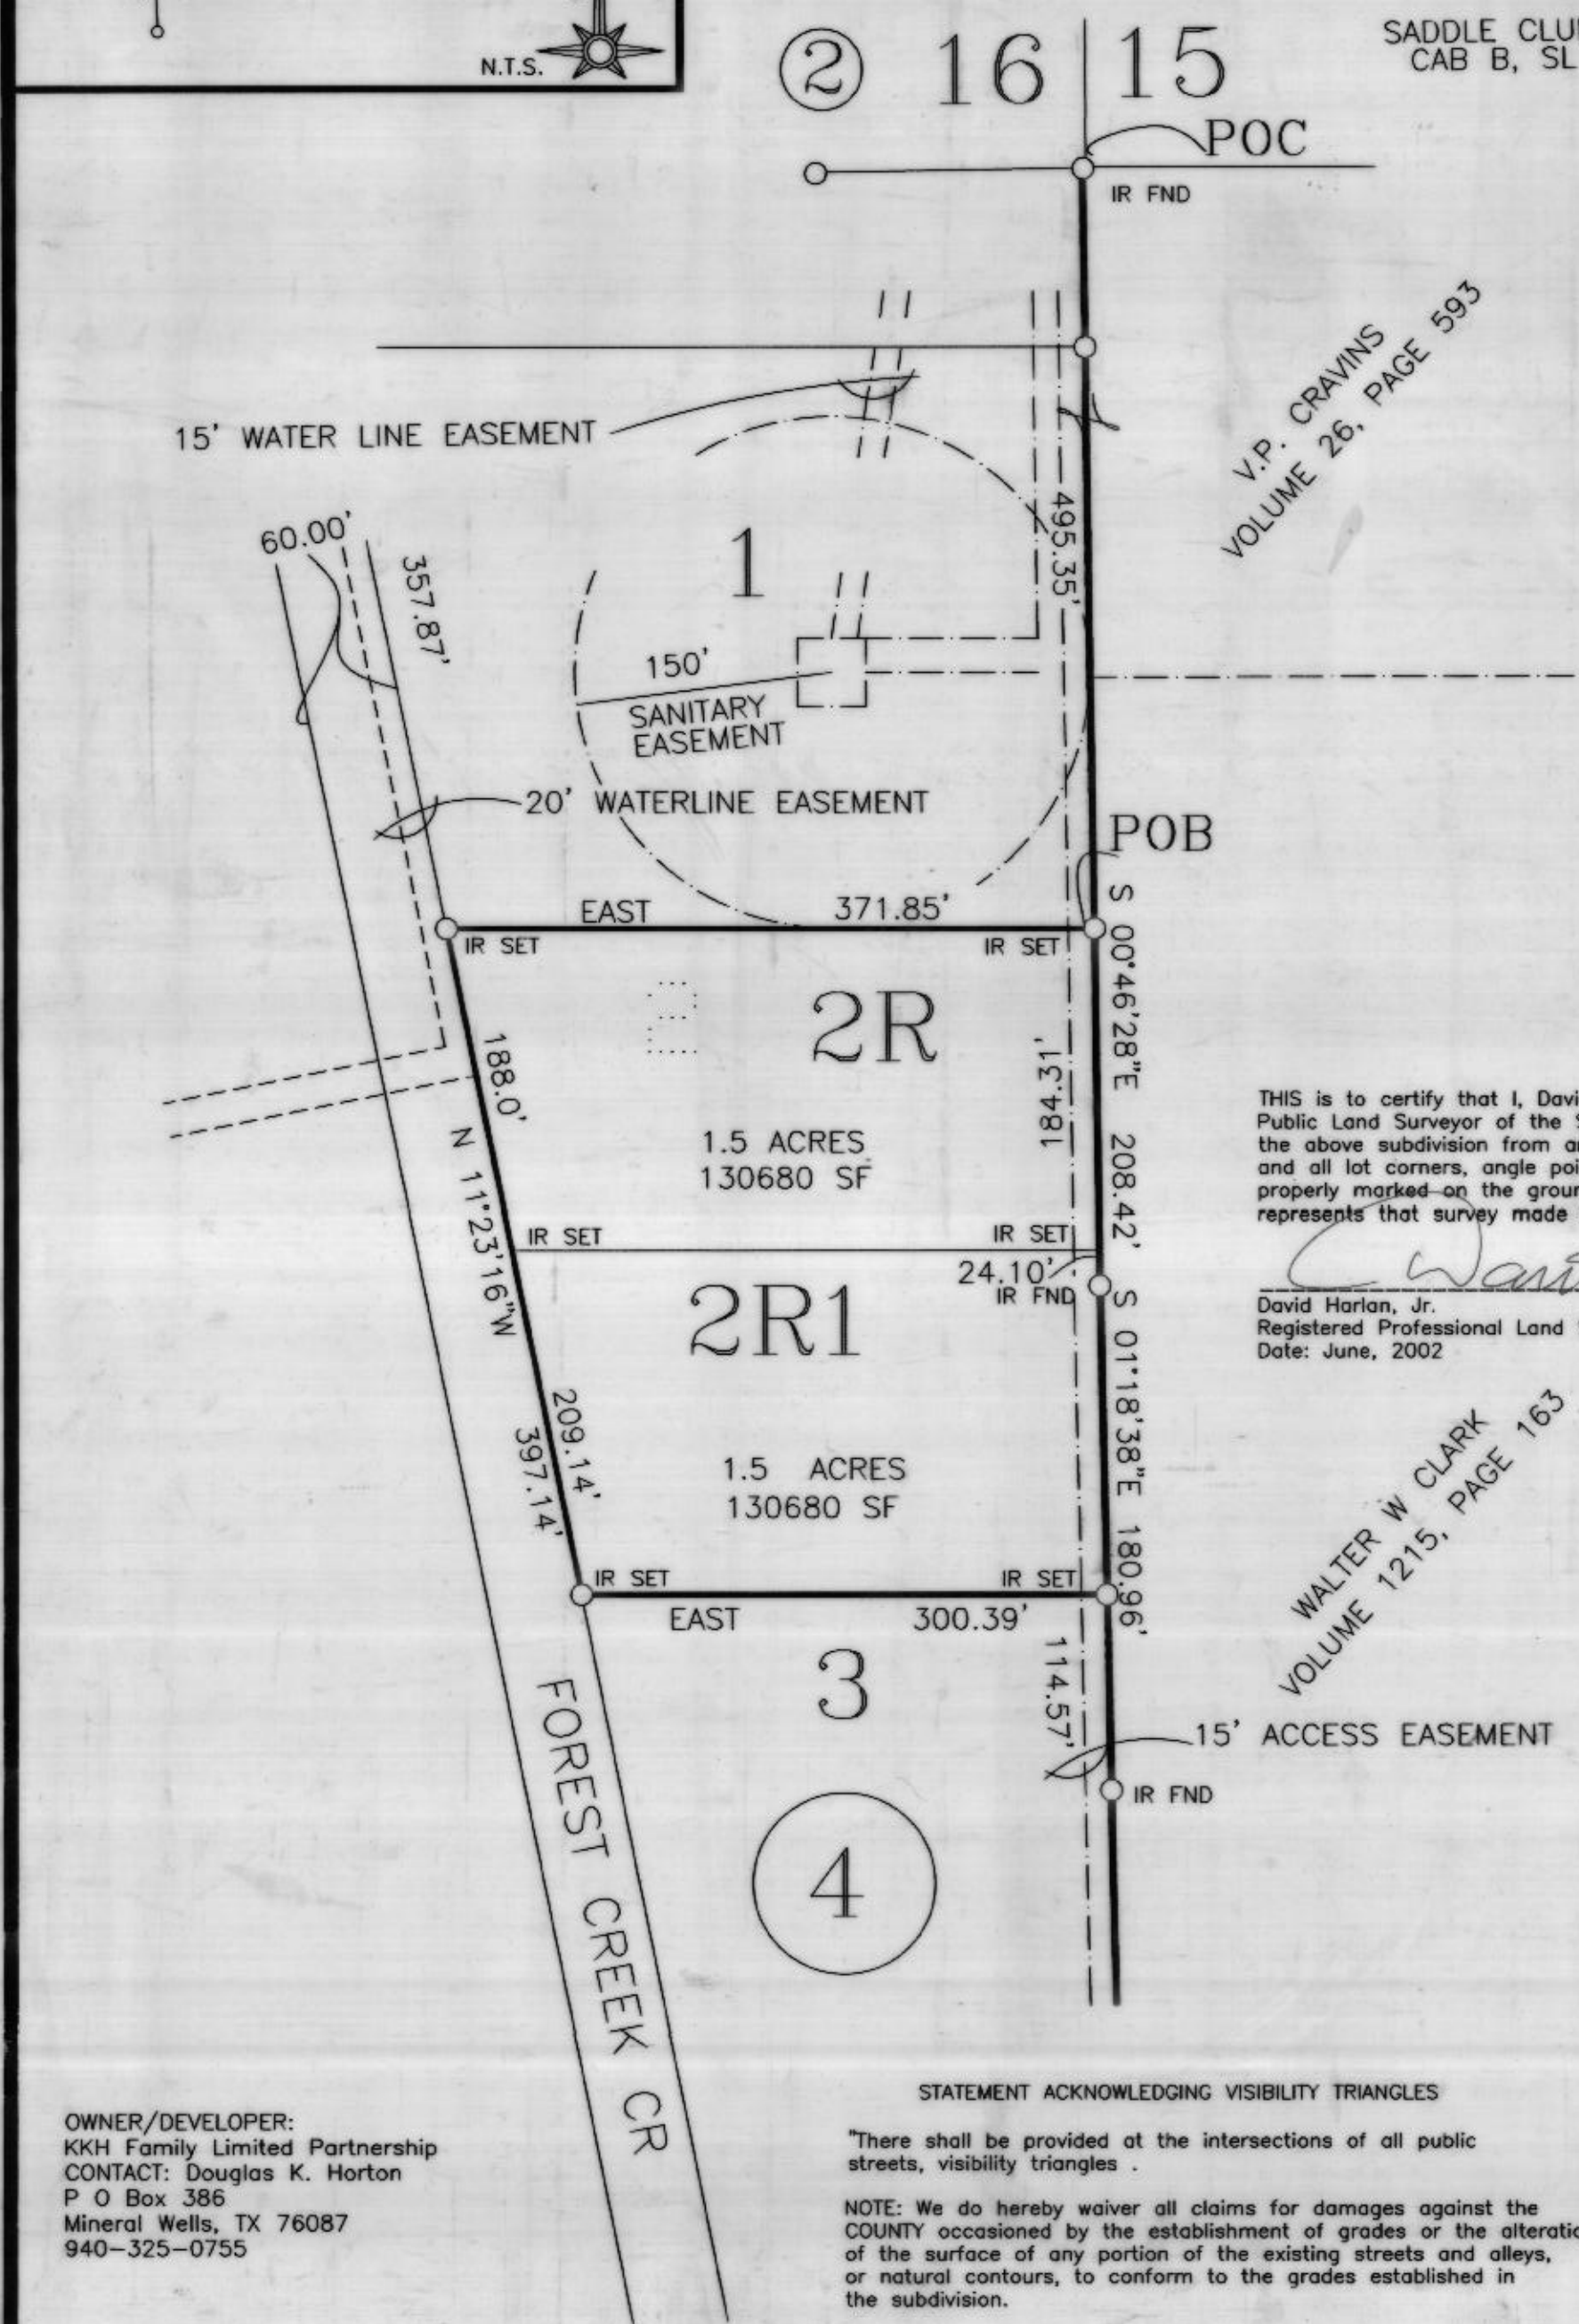 N.T.S.
2 16 15
SADDLE
CAB B,
POC
IR FND
V.P. CRAVINS
VOLUME 26, PAGE 593
15' WATER LINE EASEMENT
60.00'
357.87'
495.35'
1
150'
SANITARY
EASEMENT
20' WATERLINE EASEMENT
POB
EAST 371.85'
IR SET IR SET
S 00°46'28"E 208.42'
2
2R
188.0'
184.31'
N 11°23'16"W
1.5 ACRES
130680 SF
THIS is to certify that I,
Public Land Surveyor of the
the above subdivision from
and all lot corners, angle
properly marked on the
represents that survey made
IR SET IR SET
24.10'
IR FND
2R1
S 01°18'38"E 180.96'
David Harlan, Jr.
Registered Professional Land
Date: June, 2002
209.14'
397.14'
1.5 ACRES
130680 SF
WALTER W CLARK
VOLUME 1215, PAGE 163
IR SET IR SET
EAST 300.39'
3
114.57'
15' ACCESS EASEMENT
IR FND
4
FOREST CREEK CR
OWNER/DEVELOPER:
KKH Family Limited Partnership
CONTACT: Douglas K. Horton
P O Box 386
Mineral Wells, TX 76087
940-325-0755
STATEMENT ACKNOWLEDGING VISIBILITY TRIANGLES
"There shall be provided at the intersections of all public
streets, visibility triangles .
NOTE: We do hereby waiver all claims for damages against the
COUNTY occasioned by the establishment of grades or the
of the surface of any portion of the existing streets and alleys,
or natural contours, to conform to the grades established in
the subdivision.